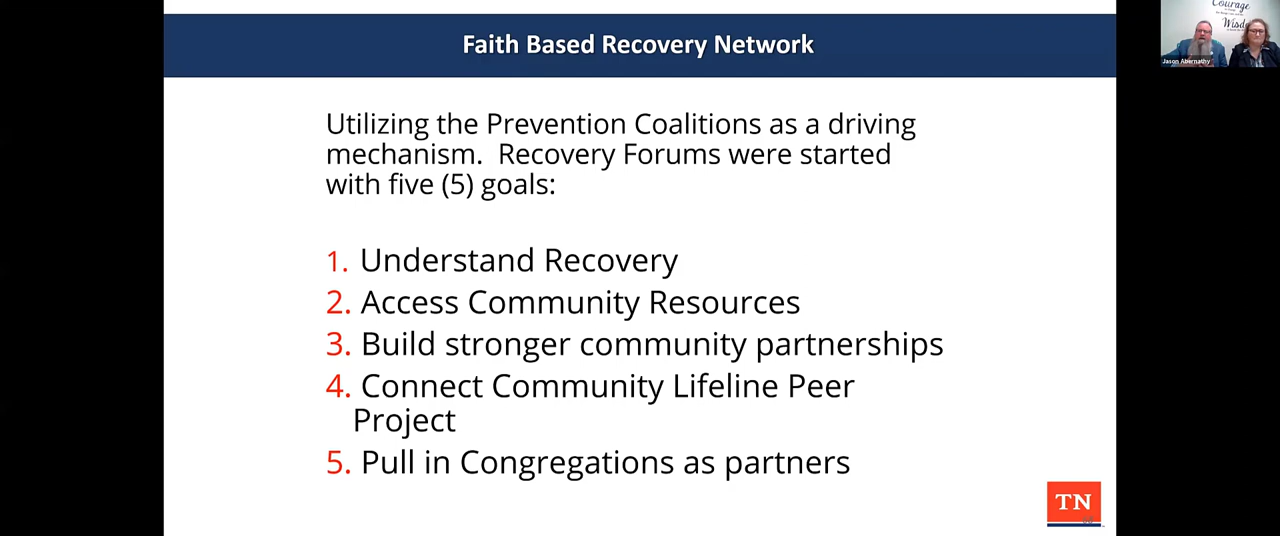 Faith Based Recovery Network
Courage
Wisdo
Jason Abernathy
Utilizing the Prevention Coalitions as a driving
mechanism. Recovery Forums were started
with five (5) goals:
1. Understand Recovery
2. Access Community Resources
3. Build stronger community partnerships
4. Connect Community Lifeline Peer
Project
5. Pull in Congregations as partners
TN